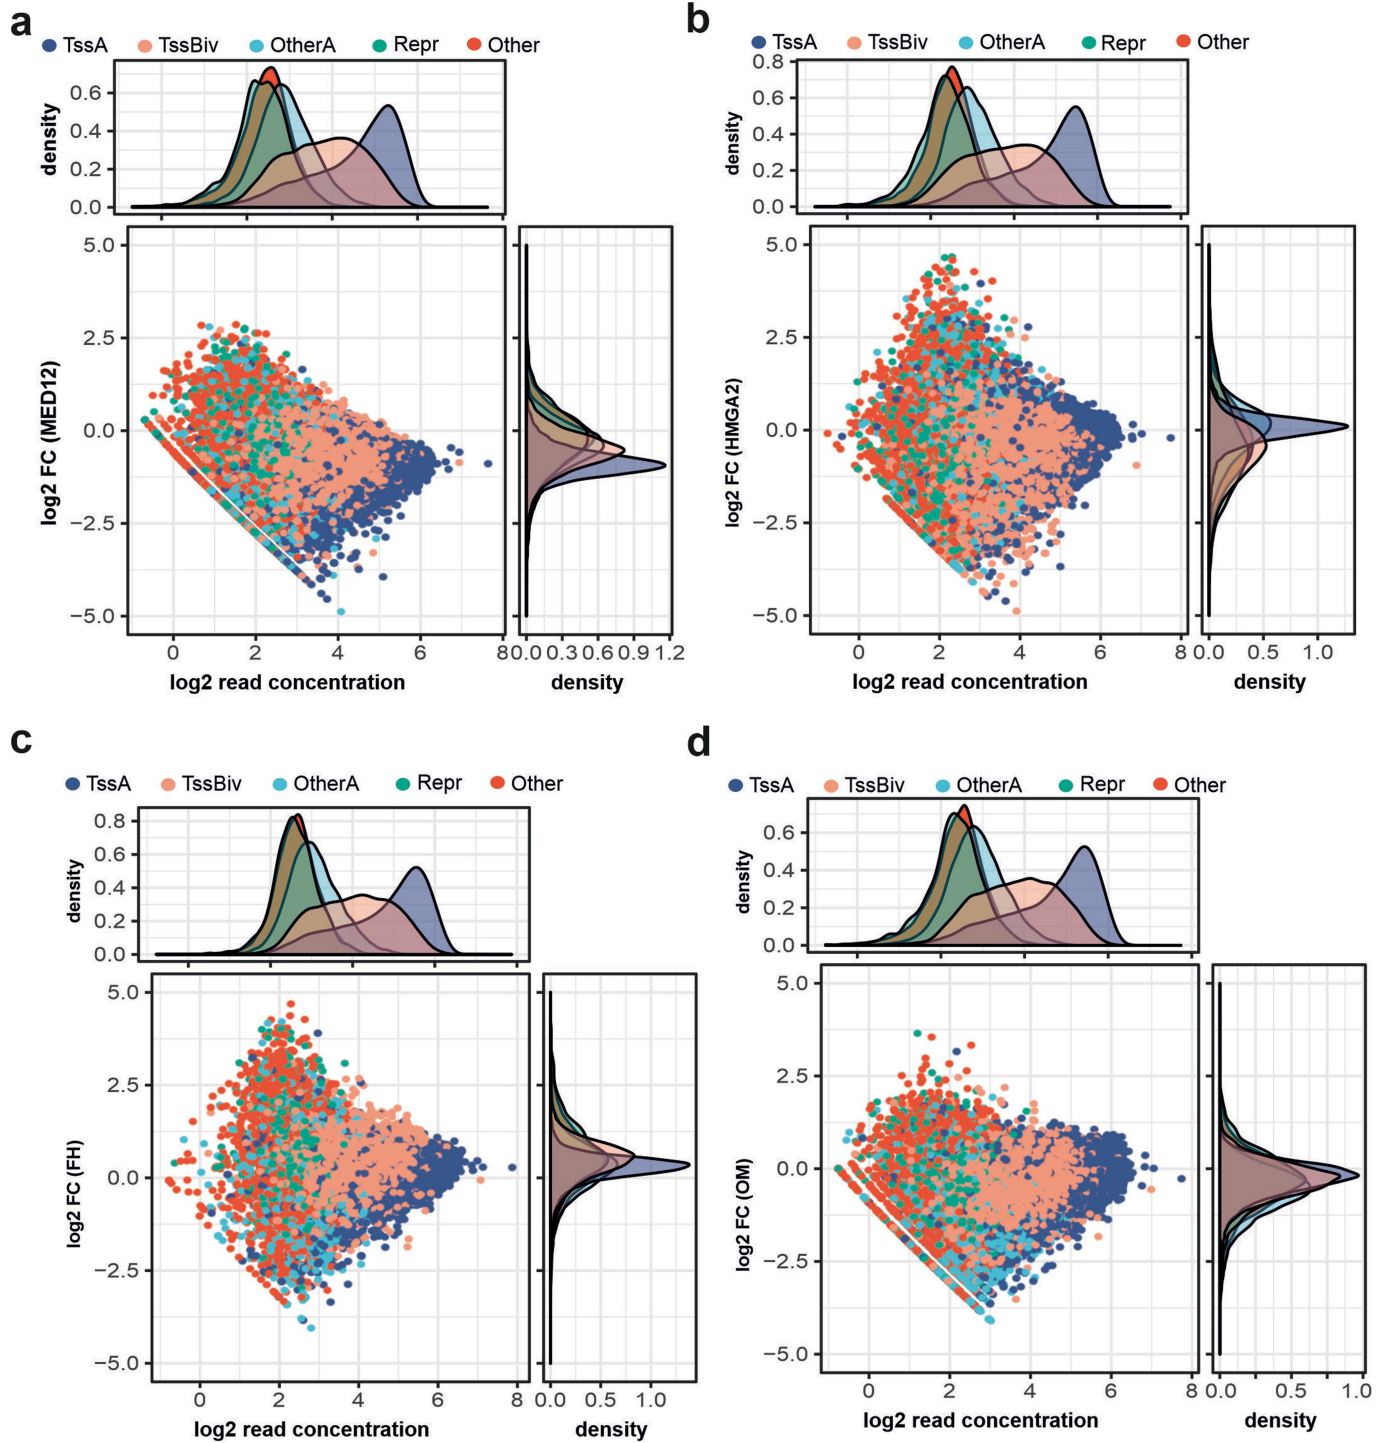 a
TssA TssBiv OtherA Repr Other
density
0.6
0.4
0.2
0.0
log2 FC (MED12)
5.0
2.5
0.0
−2.5
−5.0
0 2 4 6 8
0.0 0.3 0.6 0.9 1.2
log2 read concentration
density
b
TssA TssBiv OtherA Repr Other
density
0.8
0.6
0.4
0.2
0.0
log2 FC (HMGA2)
5.0
2.5
0.0
−2.5
−5.0
0 2 4 6 8
0.0 0.5 1.0
log2 read concentration
density
c
TssA TssBiv OtherA Repr Other
density
0.8
0.6
0.4
0.2
0.0
log2 FC (FH)
5.0
2.5
0.0
−2.5
−5.0
0 2 4 6 8
0.0 0.5 1.0
log2 read concentration
density
d
TssA TssBiv OtherA Repr Other
density
0.6
0.4
0.2
0.0
log2 FC (OM)
5.0
2.5
0.0
−2.5
−5.0
0 2 4 6 8
0.0 0.5 1.0
log2 read concentration
density